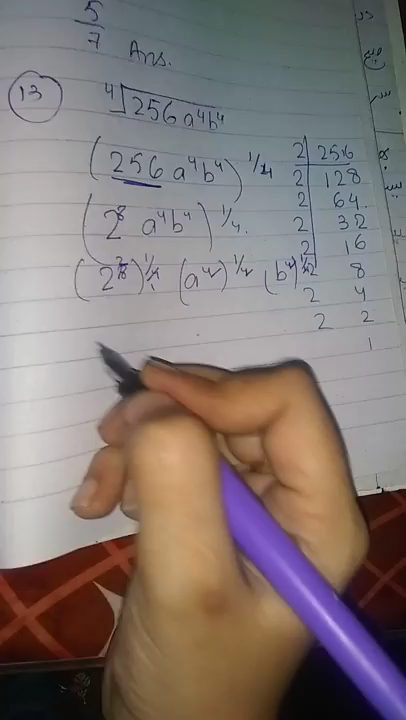 5
7 Ans.
13 4√256a⁴b⁴
(256 a⁴b⁴)^1/4
(2⁸ a⁴b⁴)^1/4.
(2⁸)^1/4 (a⁴)^1/4 (b⁴)^1/4
2 256
2 128
2 64.
2 32
2 16
2 8
2 4
2 2
1